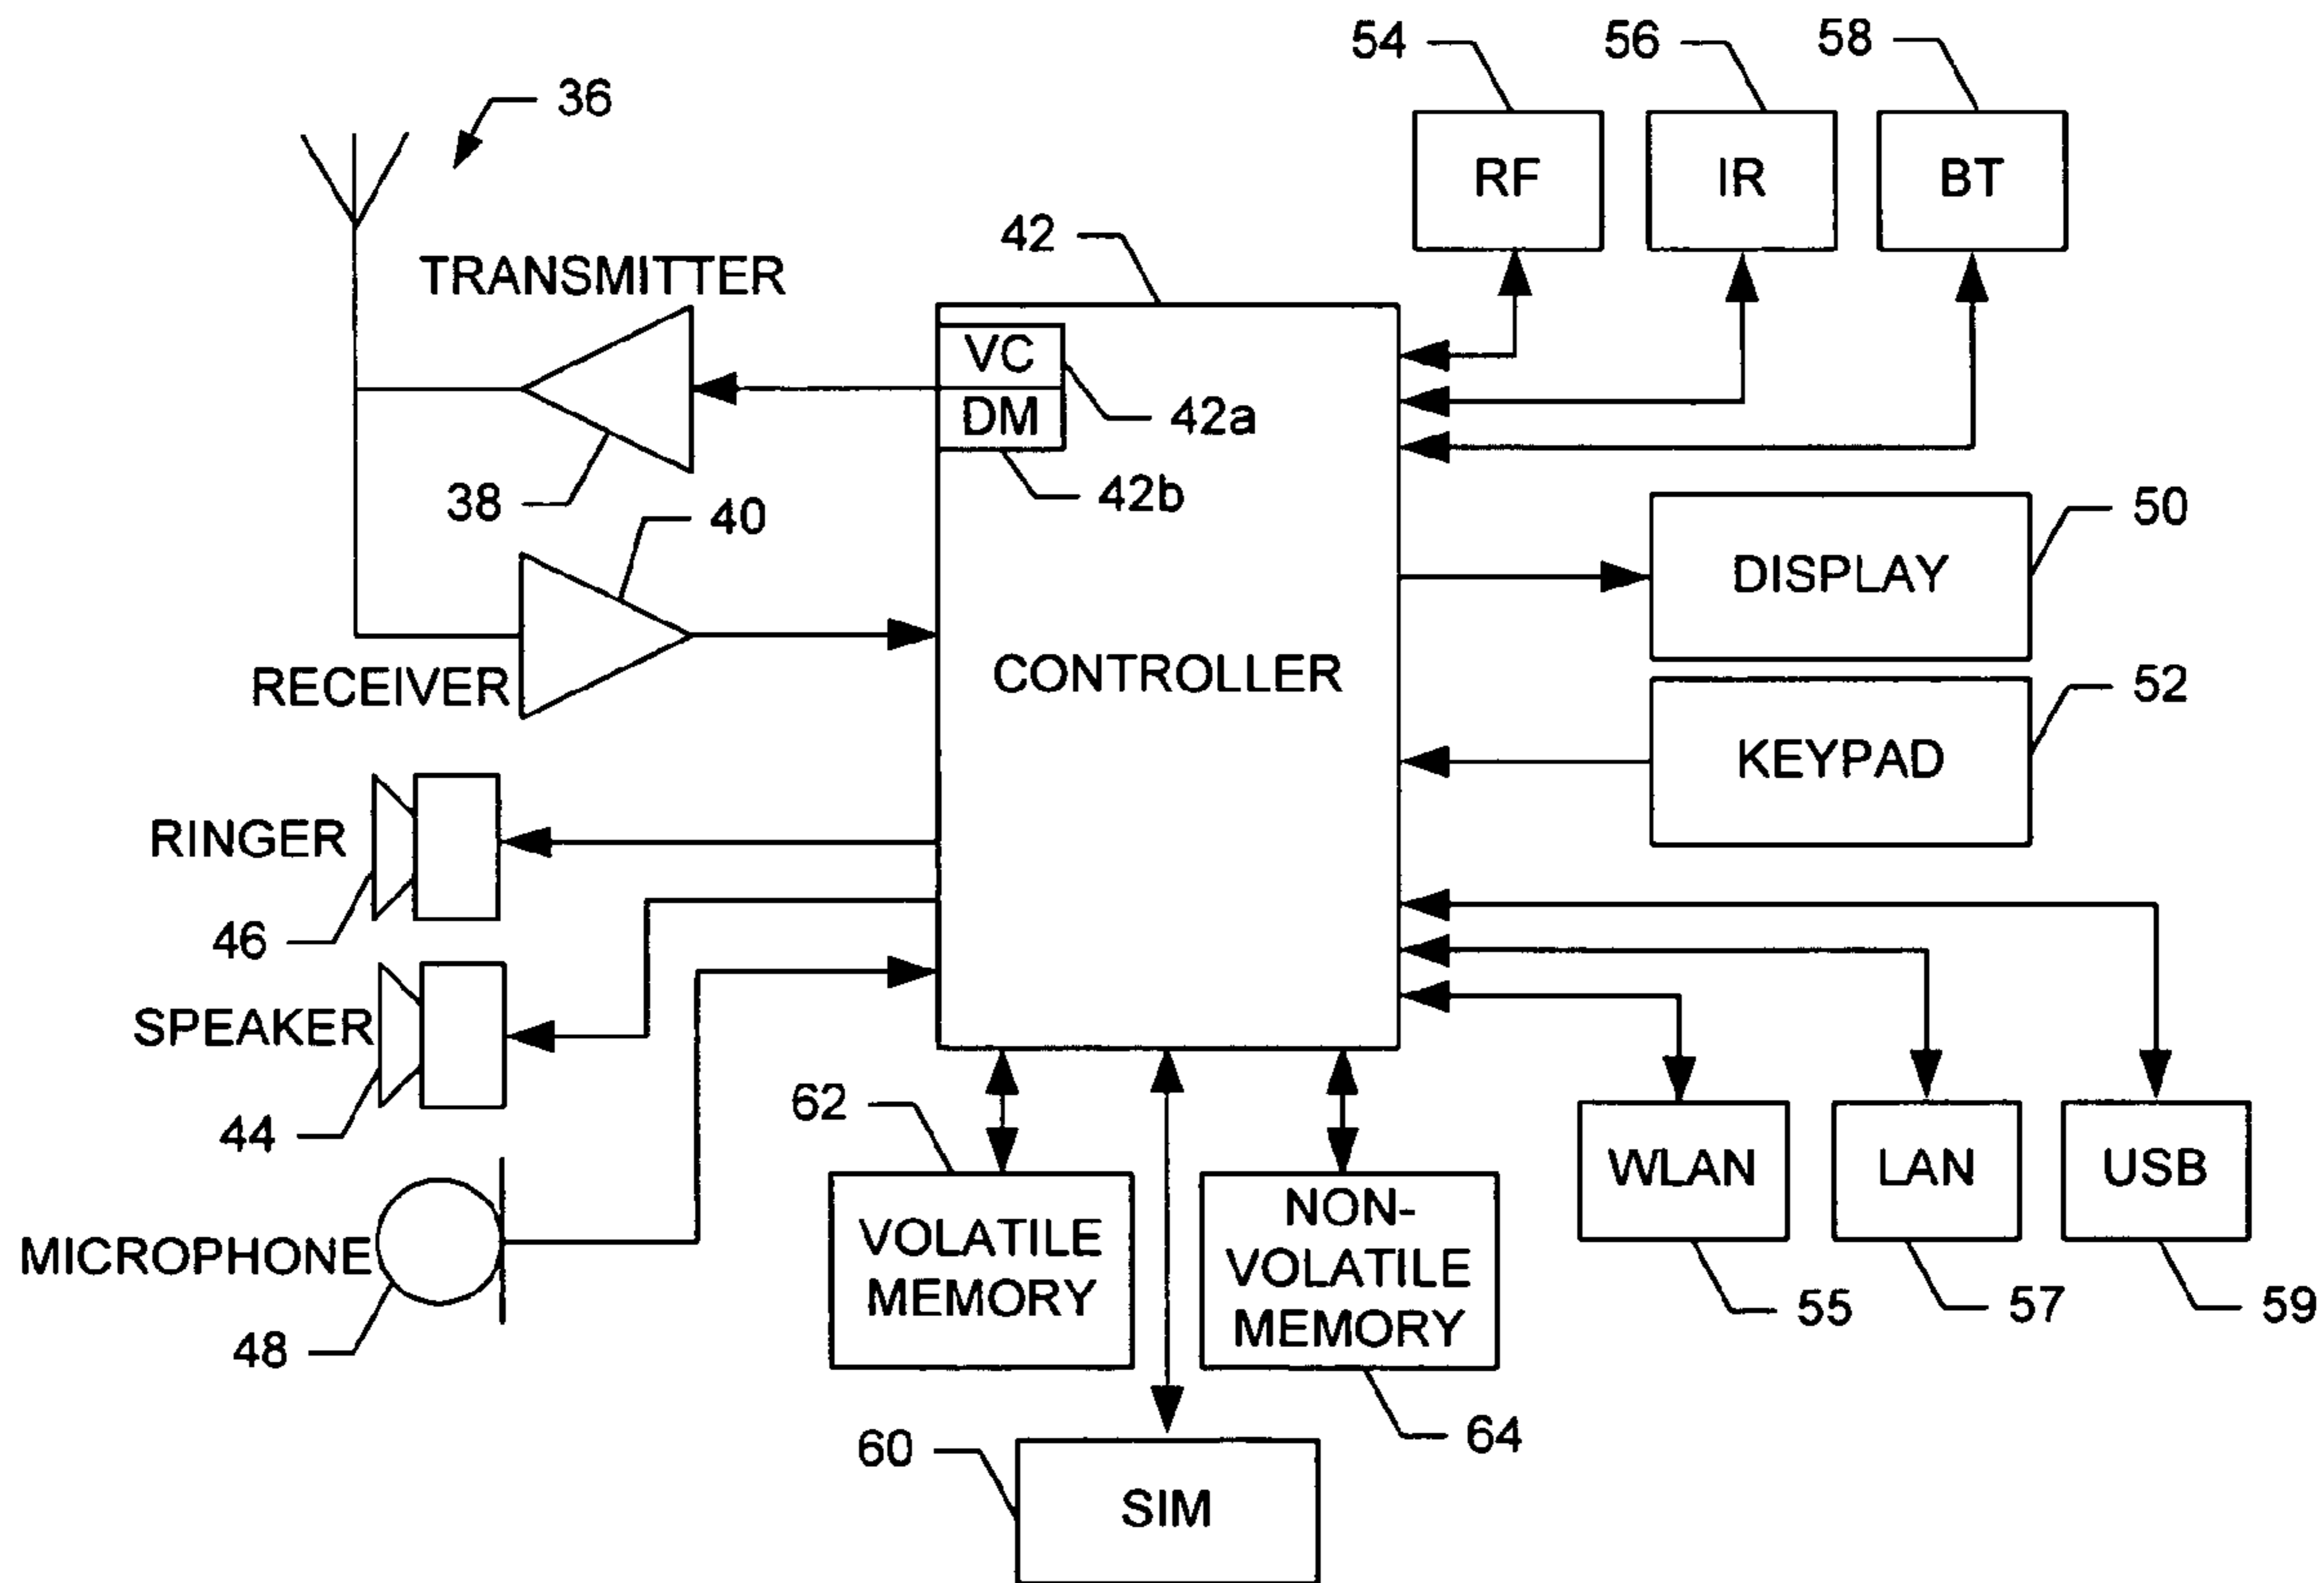 54
56
58
36
RF
IR
BT
42
TRANSMITTER
VC
42a
DM
38
42b
40
50
DISPLAY
CONTROLLER
RECEIVER
52
KEYPAD
RINGER
46
SPEAKER
62
44
WLAN
LAN
USB
NON-
VOLATILE
MEMORY
VOLATILE
MEMORY
MICROPHONE
55
57
59
48
64
60
SIM